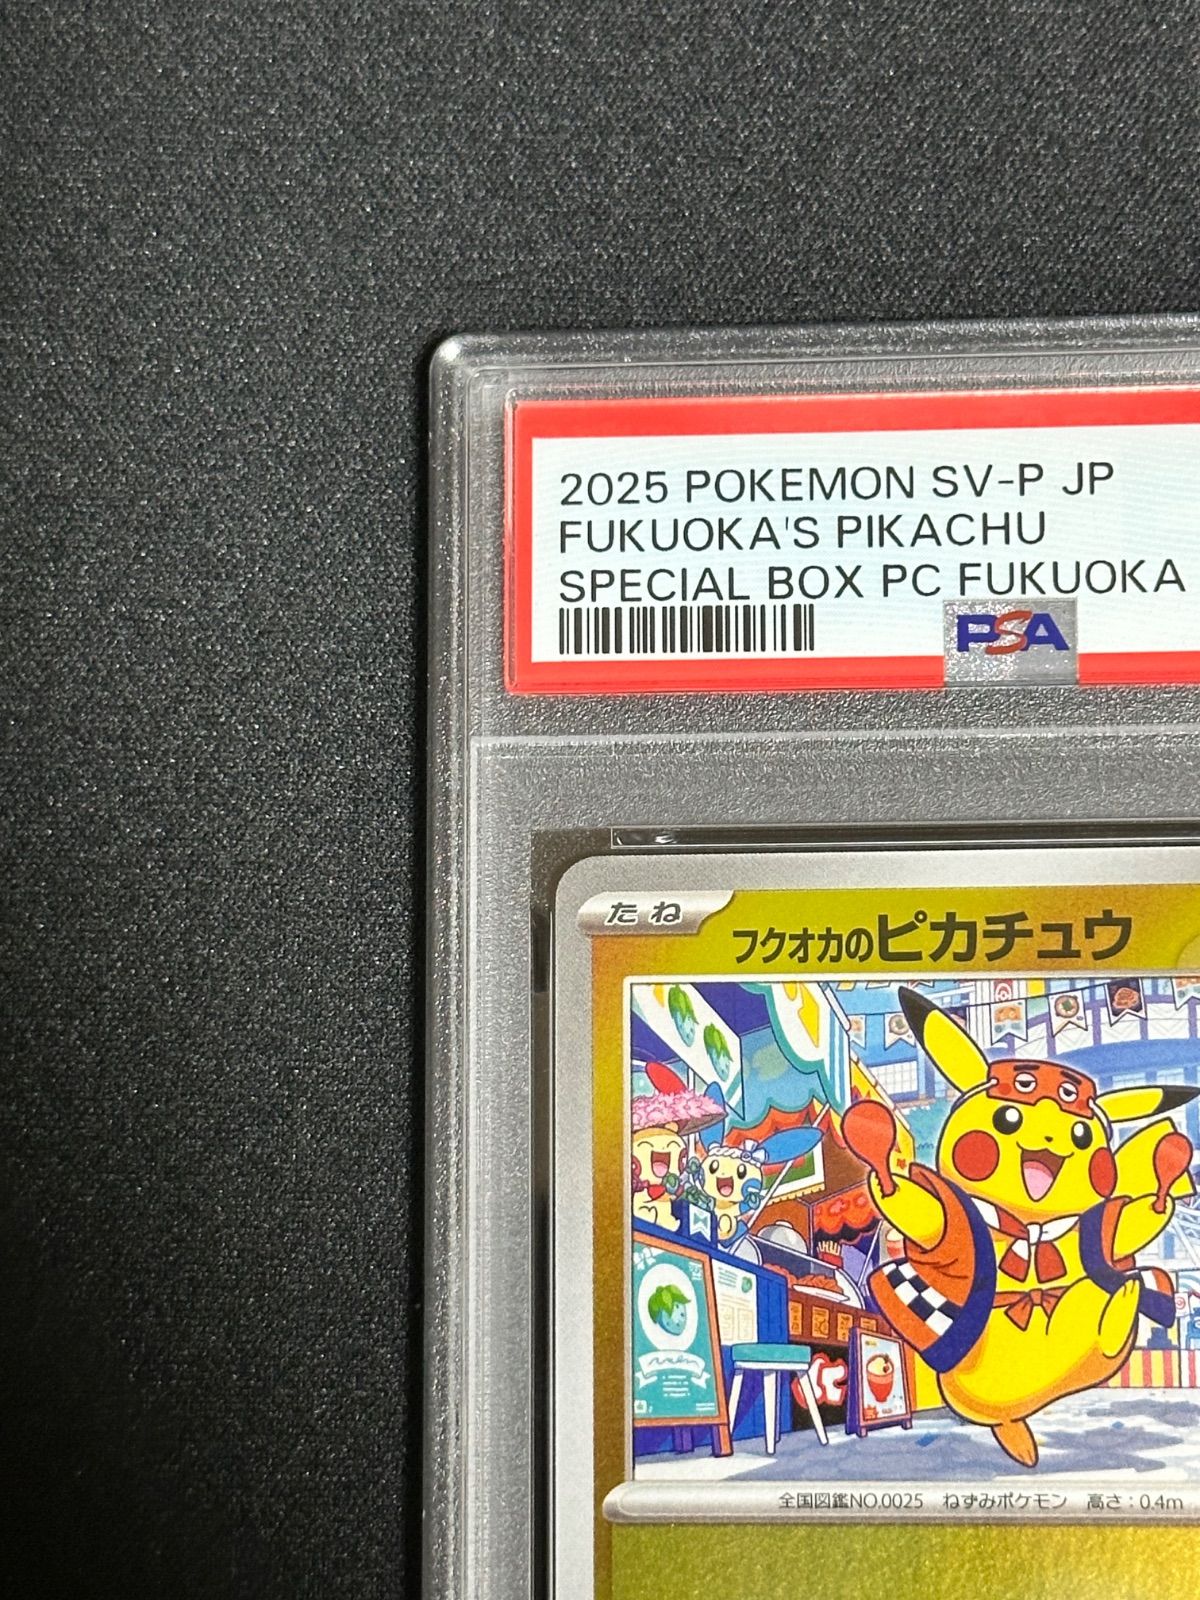 2025 POKEMON SV-P JP
FUKUOKA'S PIKACHU
SPECIAL BOX PC FUKUOKA
PSA
たね
フクオカのピカチュウ
全国図鑑NO.0025 ねずみポケモン 高さ:0.4m